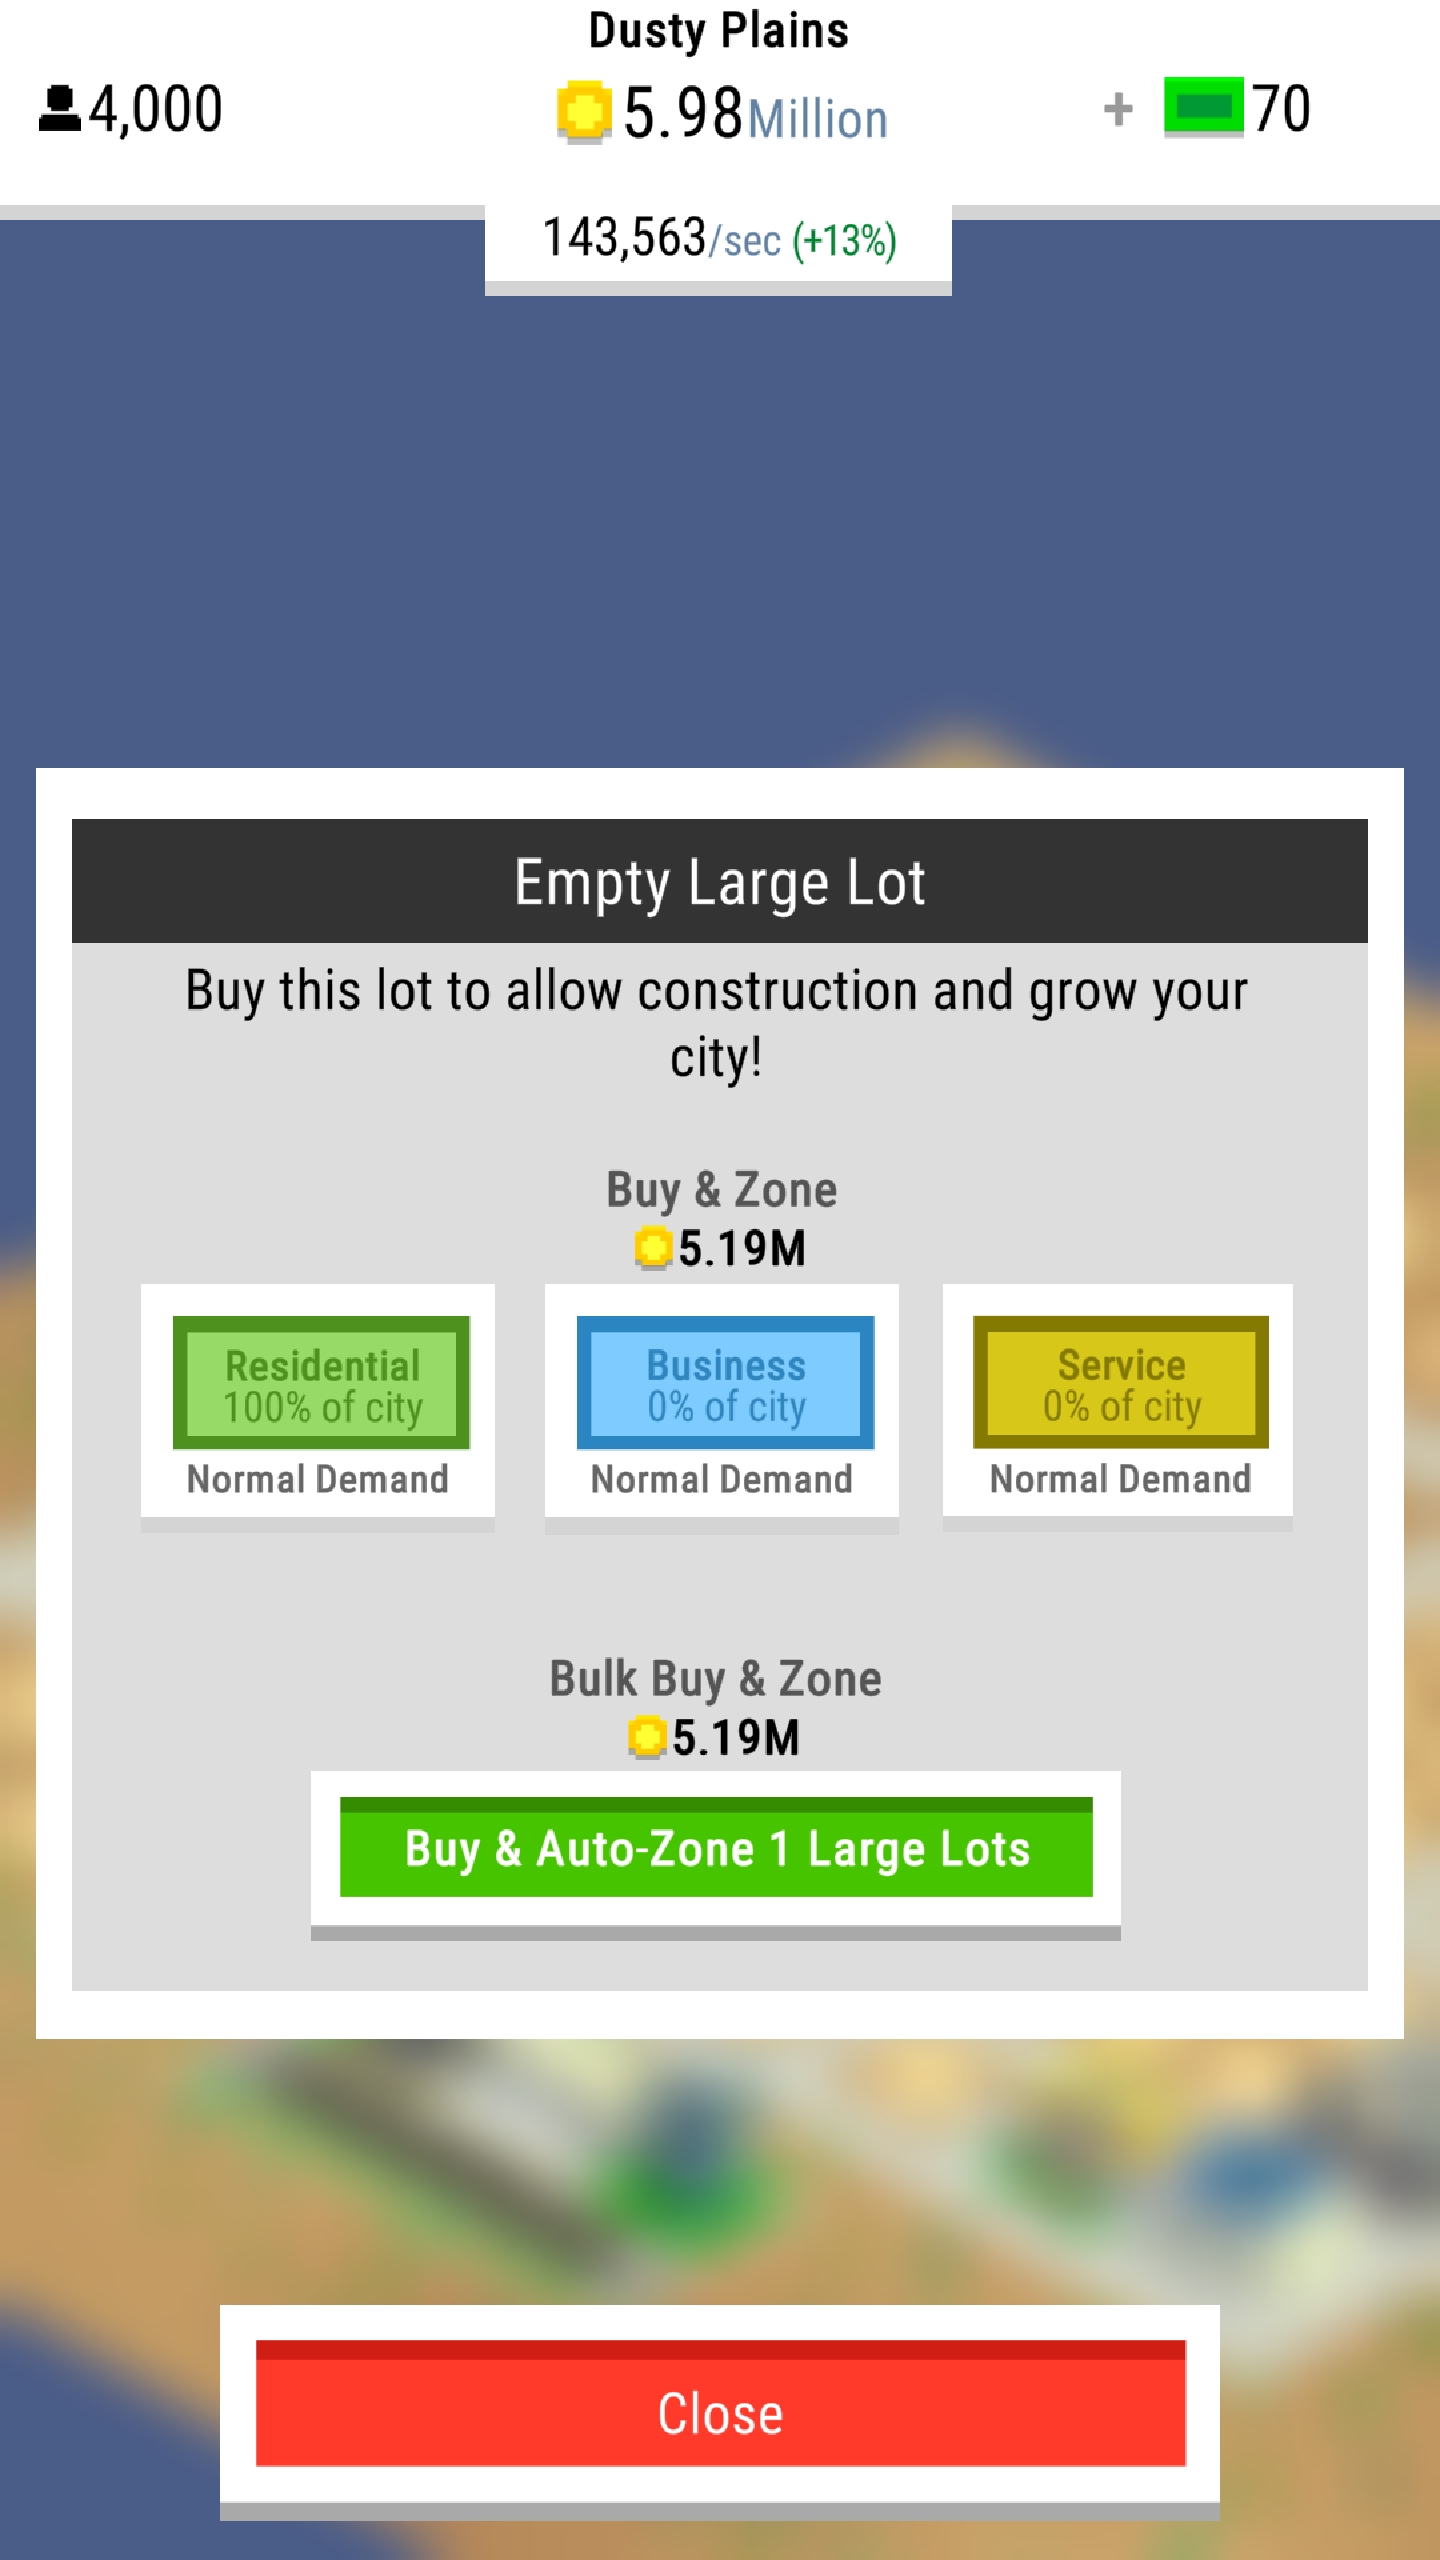 Dusty Plains
4,000
5.98Million
+ 70
143,563/sec (+13%)
Empty Large Lot
Buy this lot to allow construction and grow your
city!
Buy & Zone
5.19M
Residential
100% of city
Normal Demand
Business
0% of city
Normal Demand
Service
0% of city
Normal Demand
Bulk Buy & Zone
5.19M
Buy & Auto-Zone 1 Large Lots
Close